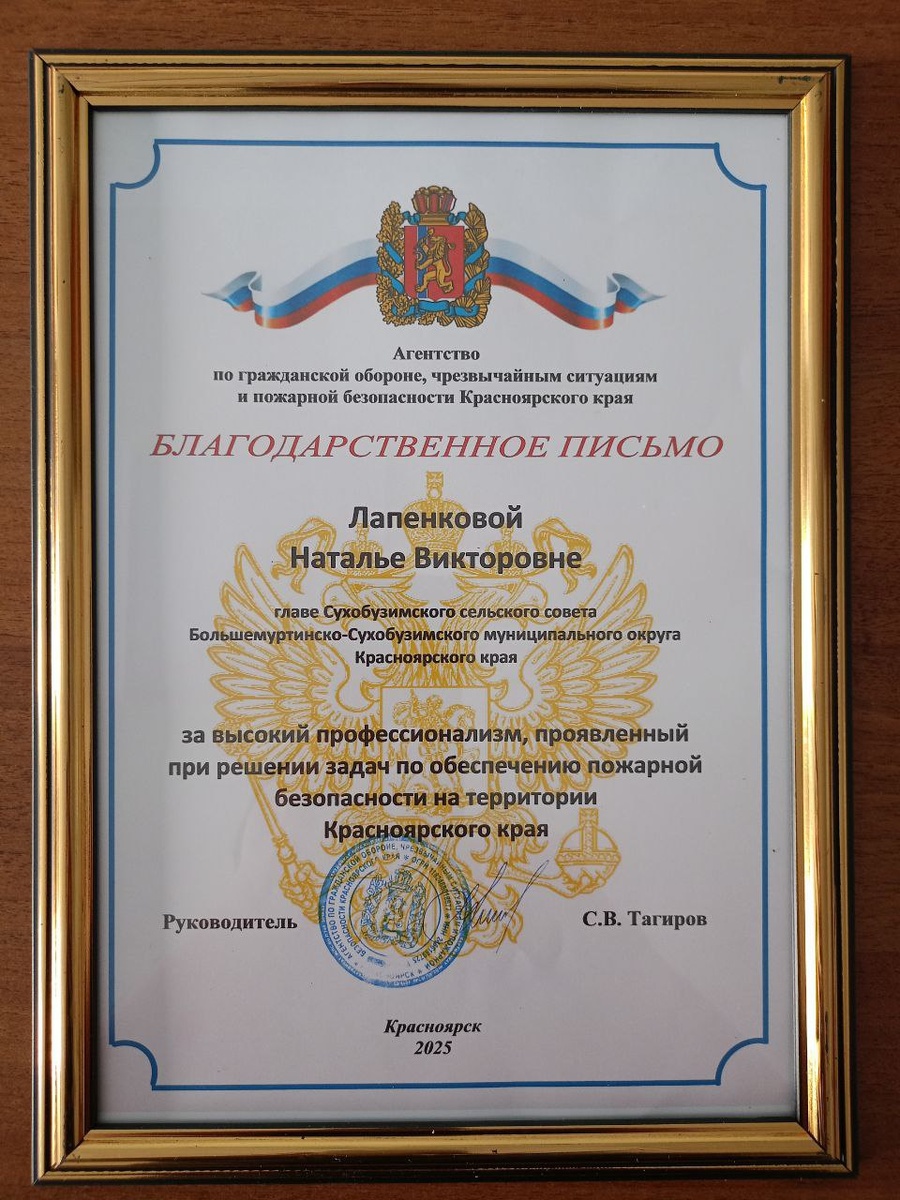 Агентство
по гражданской обороне, чрезвычайным ситуациям
и пожарной безопасности Красноярского края
БЛАГОДАРСТВЕННОЕ ПИСЬМО
Лапенковой
Наталье Викторовне
главе Сухобузимского сельского совета
Большемуртинско-Сухобузимского муниципального округа
Красноярского края
за высокий профессионализм, проявленный
при решении задач по обеспечению пожарной
безопасности на территории
Красноярского края
Руководитель
С.В. Тагиров
Красноярск
2025